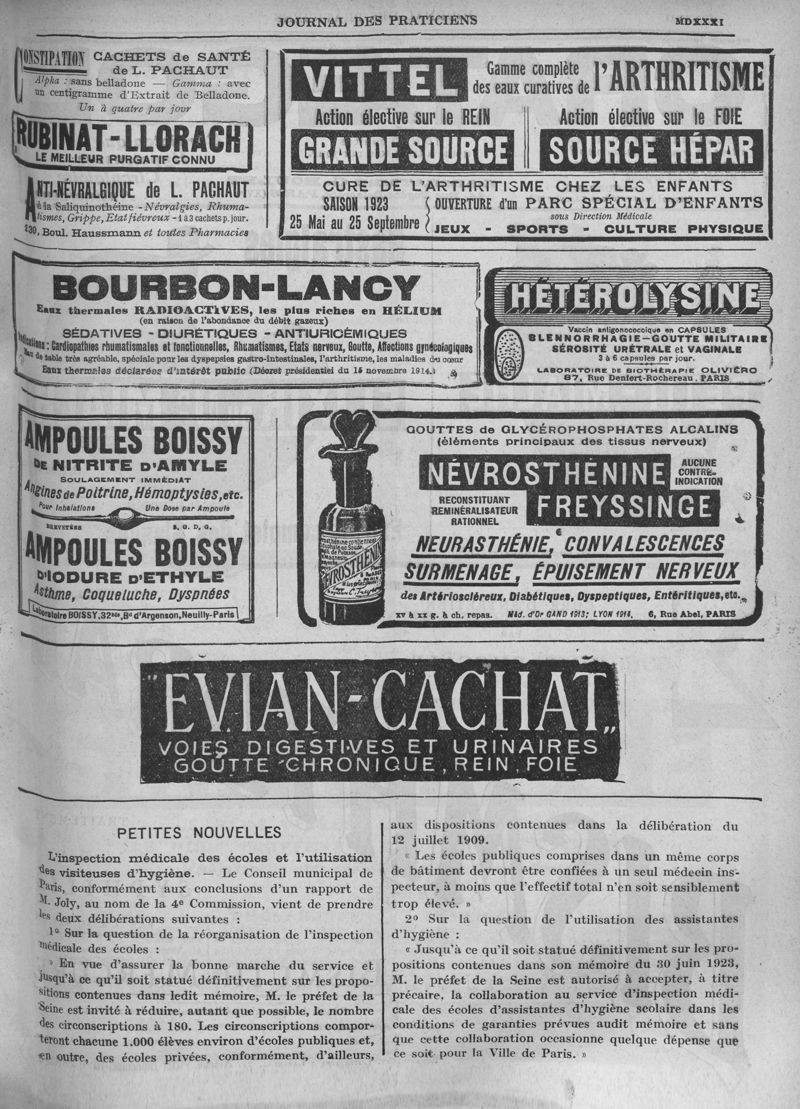 JOURNAL DES PRATICIENS
MDXXXI
CONSTIPATION CACHETS de SANTÉ
de L. PACHAUT
Alpha : sans belladone — Gamma : avec
un centigramme d'Extrait de Belladone.
Un à quatre par jour
RUBINAT-LLORACH
LE MEILLEUR PURGATIF CONNU
ANTI-NÉVRALGIQUE de L. PACHAUT
à la Saliquinothéine - Névralgies, Rhuma-
tismes, Grippe, Etat fiévreux - 1 à 3 cachets p. jour.
130, Boul. Haussmann et toutes Pharmacies
VITTEL
Gamme complète
des eaux curatives de l'ARTHRITISME
Action élective sur le REIN
GRANDE SOURCE
Action élective sur le FOIE
SOURCE HÉPAR
CURE DE L'ARTHRITISME CHEZ LES ENFANTS
SAISON 1923
25 Mai au 25 Septembre
OUVERTURE d'un PARC SPÉCIAL D'ENFANTS
sous Direction Médicale
JEUX - SPORTS - CULTURE PHYSIQUE
BOURBON-LANCY
Eaux thermales RADIOACTIVES, les plus riches en HÉLIUM
(en raison de l'abondance du débit gazeux)
SÉDATIVES - DIURÉTIQUES - ANTIURICÉMIQUES
Indications : Cardiopathies rhumatismales et fonctionnelles, Rhumatismes, Etats nerveux, Goutte, Affections gynécologiques
Eau de table très agréable, spéciale pour les dyspepsies gastro-intestinales, l'arthritisme, les maladies du cœur
Eaux thermales déclarées d'intérêt public (Décret présidentiel du 15 novembre 1914.)
HÉTÉROLYSINE
Vaccin antigonococcique en CAPSULES
BLENNORRHAGIE-GOUTTE MILITAIRE
SÉROSITÉ URÉTRALE et VAGINALE
3 à 6 capsules par jour.
LABORATOIRE DE BIOTHÉRAPIE OLIVIÉRO
87, Rue Denfert-Rochereau. PARIS
AMPOULES BOISSY
DE NITRITE D'AMYLE
SOULAGEMENT IMMÉDIAT
Angines de Poitrine, Hémoptysies, etc.
Pour Inhalations Une Dose par Ampoule
BREVETÉES S. G. D. G.
AMPOULES BOISSY
D'IODURE D'ETHYLE
Asthme, Coqueluche, Dyspnées
Laboratoire BOISSY, 32bis, Bd d'Argenson, Neuilly-Paris
GOUTTES de GLYCÉROPHOSPHATES ALCALINS
(éléments principaux des tissus nerveux)
NÉVROSTHÉNINE
AUCUNE
CONTRE-
INDICATION
RECONSTITUANT
REMINÉRALISATEUR
RATIONNEL
FREYSSINGE
NEURASTHÉNIE, CONVALESCENCES
SURMENAGE, ÉPUISEMENT NERVEUX
des Artérioscléreux, Diabétiques, Dyspeptiques, Entéritiques, etc.
xv à xx g. à ch. repas. Méd. d'Or GAND 1913; LYON 1914. 6, Rue Abel, PARIS
NÉVROSTHÉNINE
"EVIAN-CACHAT"
VOIES DIGESTIVES ET URINAIRES
GOUTTE CHRONIQUE, REIN, FOIE
PETITES NOUVELLES
L'inspection médicale des écoles et l'utilisation
des visiteuses d'hygiène. — Le Conseil municipal de
Paris, conformément aux conclusions d'un rapport de
M. Joly, au nom de la 4e Commission, vient de prendre
les deux délibérations suivantes :
1o Sur la question de la réorganisation de l'inspection
médicale des écoles :
» En vue d'assurer la bonne marche du service et
jusqu'à ce qu'il soit statué définitivement sur les propo-
sitions contenues dans ledit mémoire, M. le préfet de la
Seine est invité à réduire, autant que possible, le nombre
des circonscriptions à 180. Les circonscriptions compor-
teront chacune 1.000 élèves environ d'écoles publiques et,
en outre, des écoles privées, conformément, d'ailleurs,
aux dispositions contenues dans la délibération du
12 juillet 1909.
« Les écoles publiques comprises dans un même corps
de bâtiment devront être confiées à un seul médecin ins-
pecteur, à moins que l'effectif total n'en soit sensiblement
trop élevé. »
2o Sur la question de l'utilisation des assistantes
d'hygiène :
« Jusqu'à ce qu'il soit statué définitivement sur les pro-
positions contenues dans son mémoire du 30 juin 1923,
M. le préfet de la Seine est autorisé à accepter, à titre
précaire, la collaboration au service d'inspection médi-
cale des écoles d'assistantes d'hygiène scolaire dans les
conditions de garanties prévues audit mémoire et sans
que cette collaboration occasionne quelque dépense que
ce soit pour la Ville de Paris. »